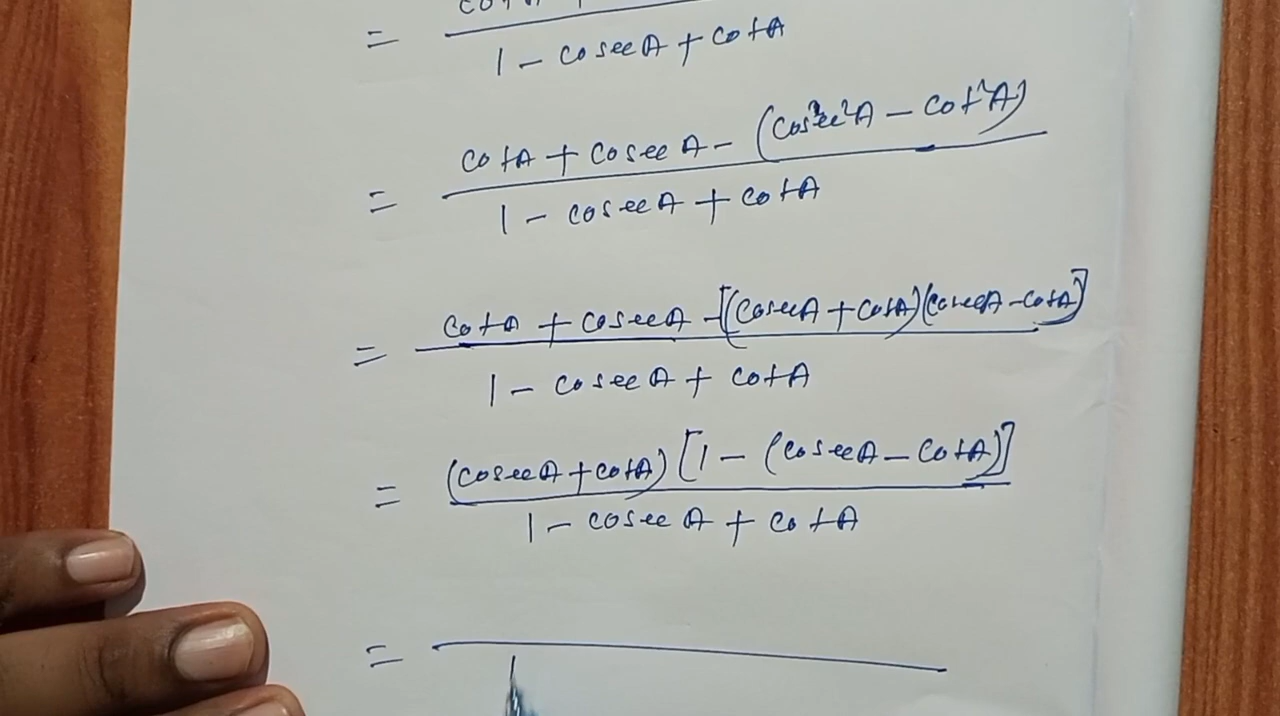 =
1 - cosecA + cotA
cotA + cosecA - (cosec²A - cot²A)
=
1 - cosecA + cotA
cotA + cosecA - [(cosecA + cotA)(cosecA - cotA)]
=
1 - cosecA + cotA
(cosecA + cotA) [1 - (cosecA - cotA)]
=
1 - cosecA + cotA
=